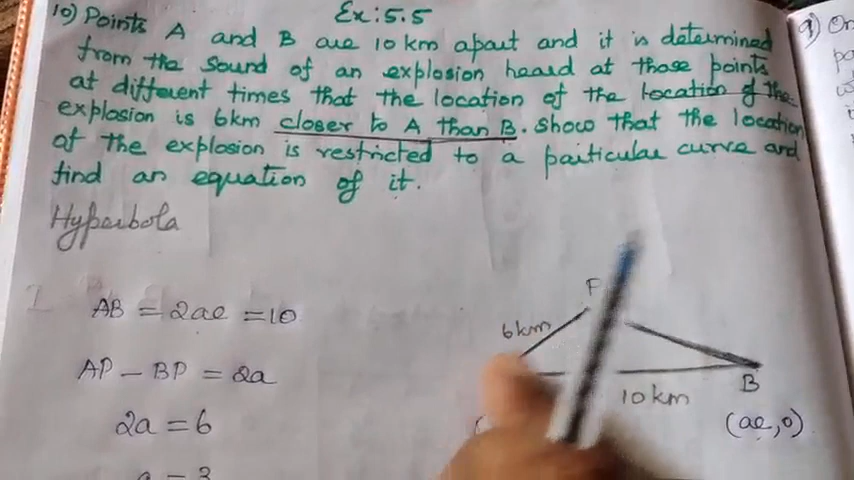 Ex: 5.5
10) Points A and B are 10 km apart and it is determined
from the sound of an explosion heard at those points
at different times that the location of the location of the
explosion is 6km closer to A than B. Show that the location
of the explosion is restricted to a particular curve and
find an equation of it.
Hyperbola
AB = 2ae = 10
AP - BP = 2a
2a = 6
a = 3
6km
10 km
B
(ae,0)
9) On